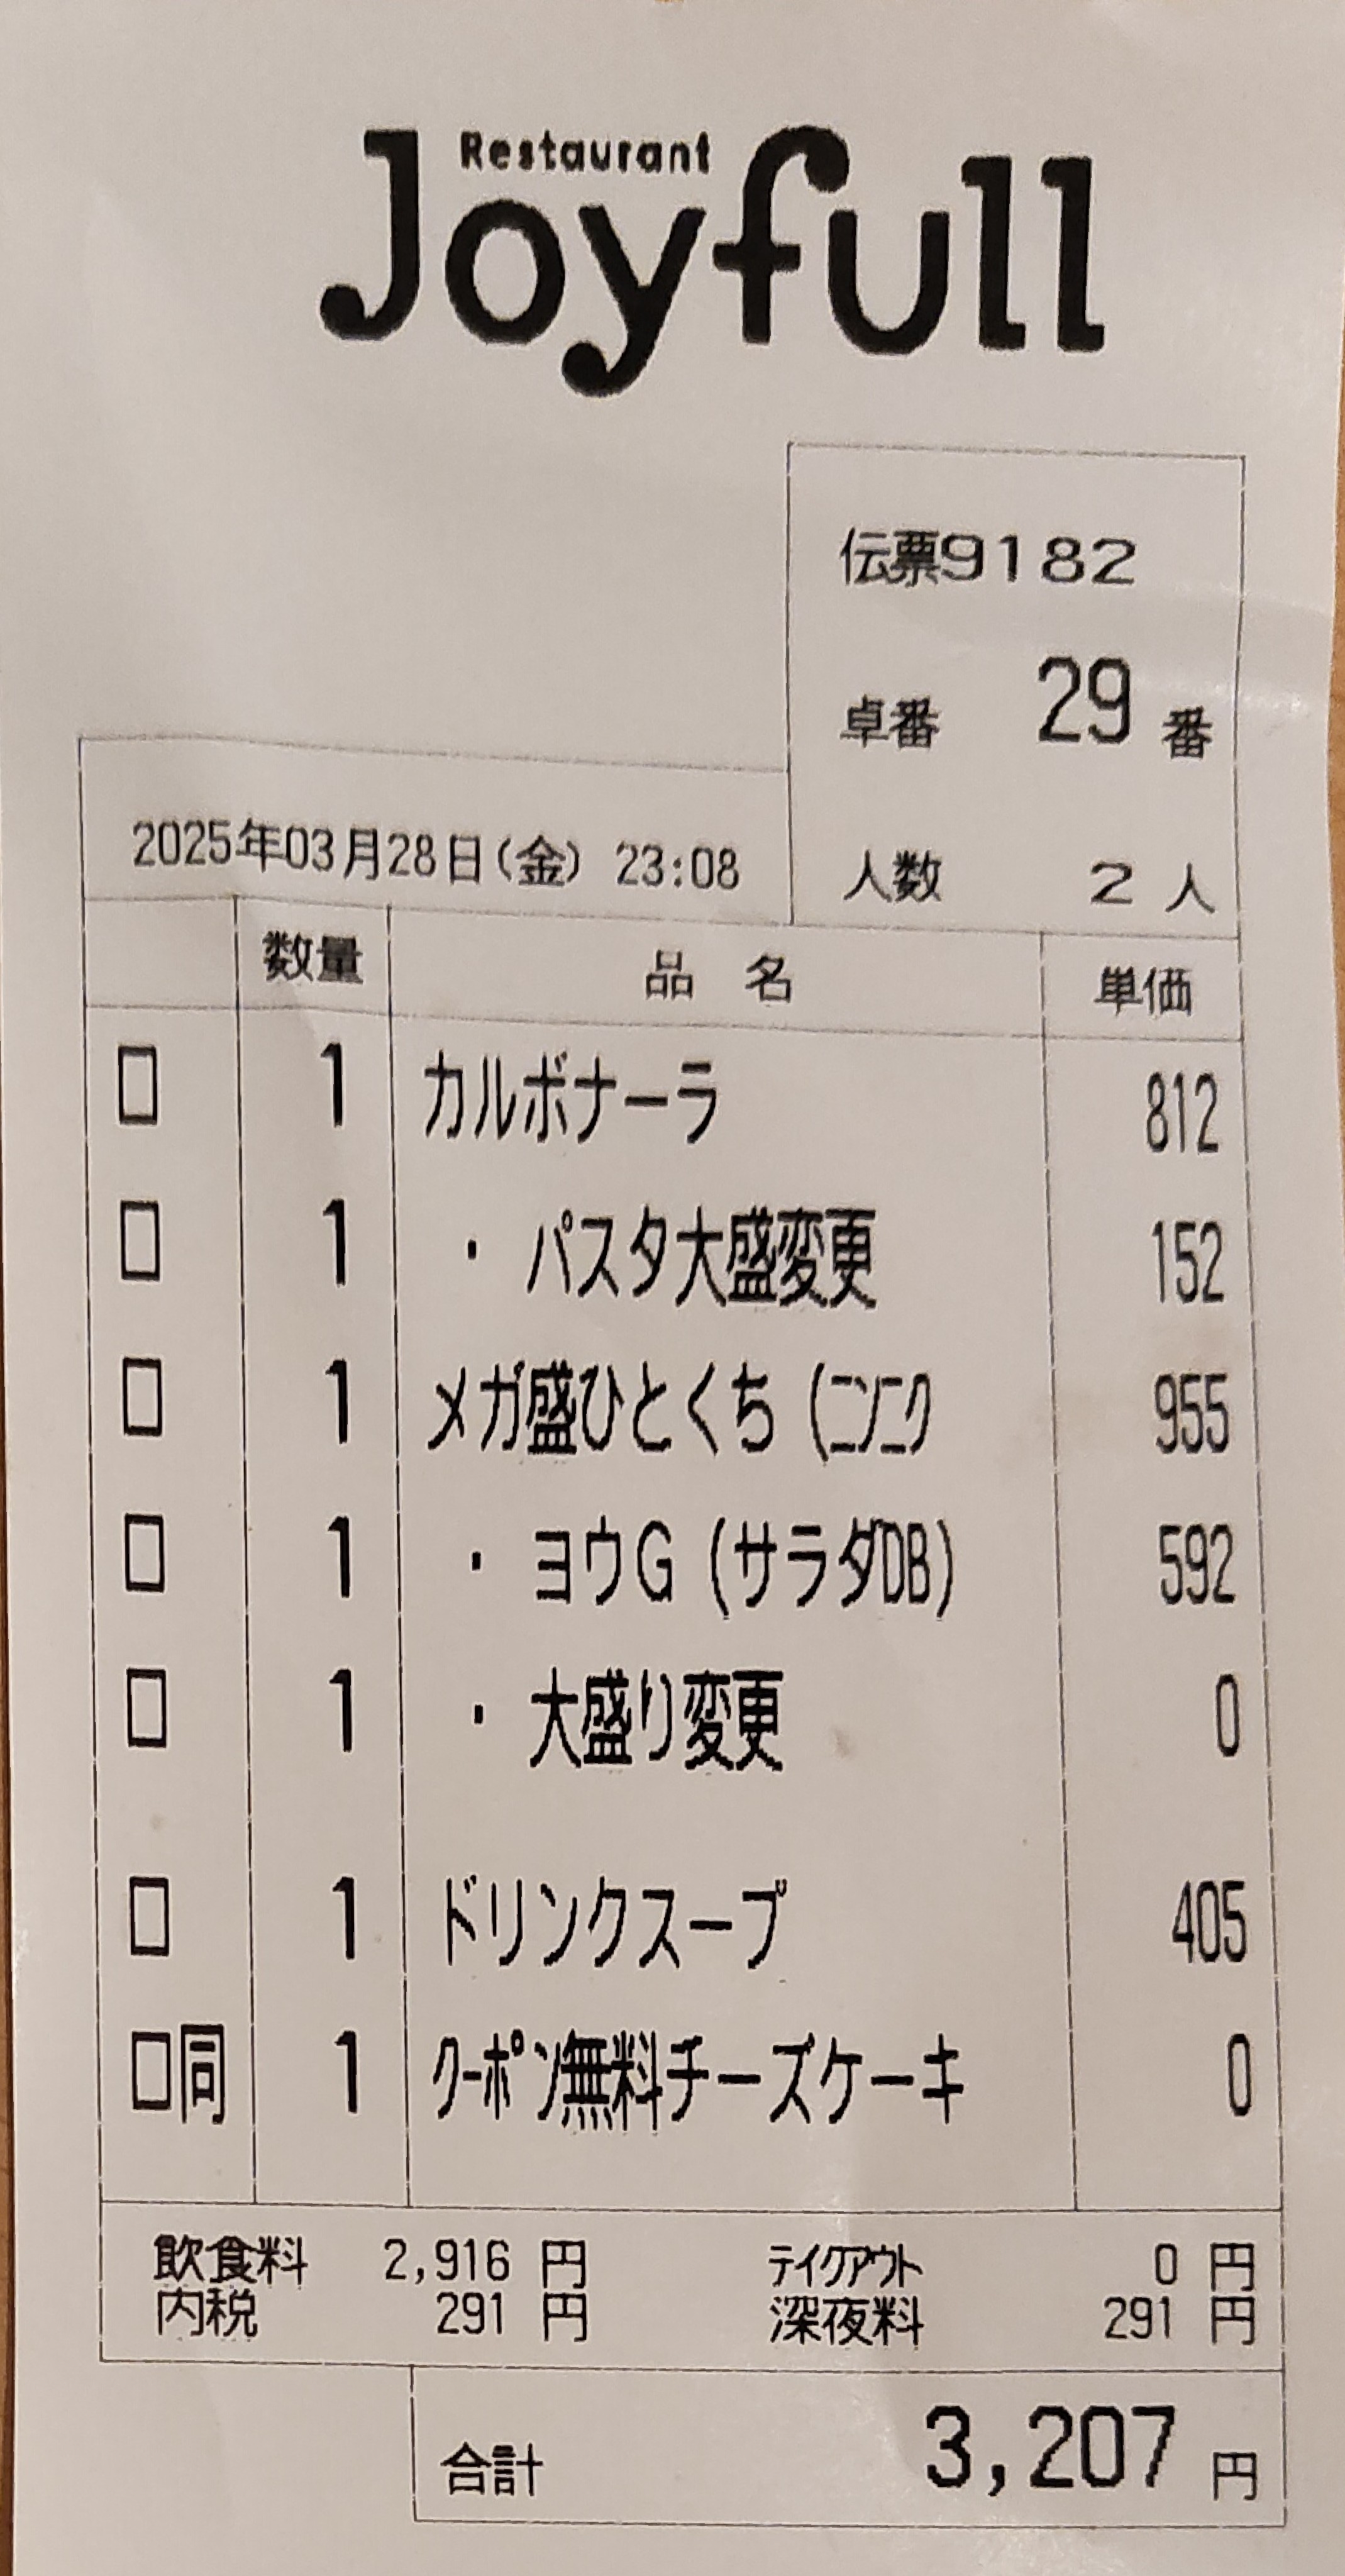 Restaurant
Joyfull
伝票9182
卓番 29 番
2025年03月28日(金) 23:08
人数 2 人
数量 品 名 単価
□ 1 カルボナーラ 812
□ 1 ・ パスタ大盛変更 152
□ 1 メガ盛ひとくち (ﾆﾝﾆｸ 955
□ 1 ・ ヨウG (サラダDB) 592
□ 1 ・ 大盛り変更 0
□ 1 ドリンクスープ 405
□同 1 ｸｰﾎﾟﾝ無料チーズケーキ 0
飲食料 2,916 円 ﾃｲｸｱｳﾄ 0 円
内税 291 円 深夜料 291 円
合計 3,207 円